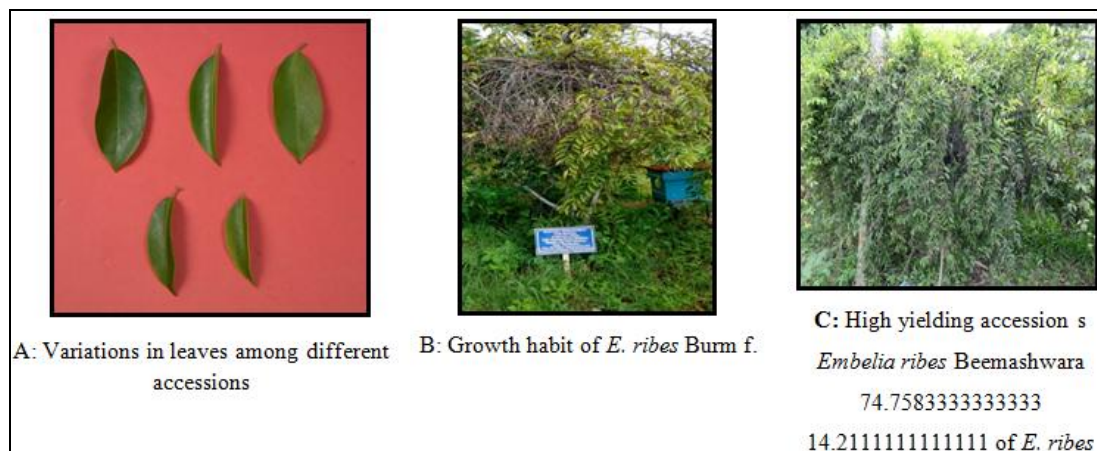 A: Variations in leaves among different
accessions
B: Growth habit of E. ribes Burm f.
C: High yielding accession s
Embelia ribes Beemashwara
74.7583333333333
14.2111111111111 of E. ribes